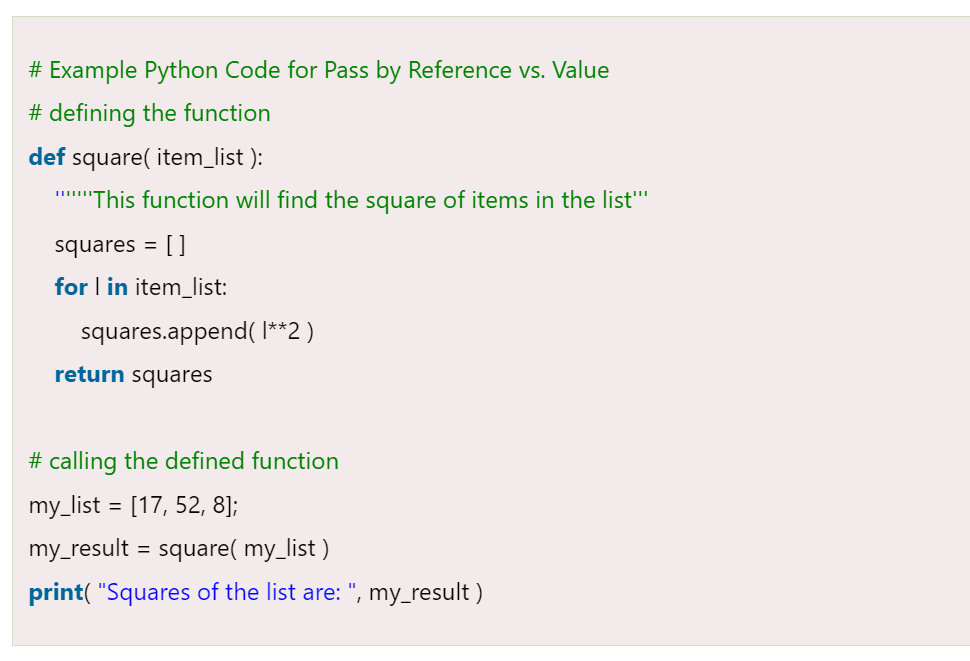 # Example Python Code for Pass by Reference vs. Value
# defining the function
def square( item_list ):
'''''''This function will find the square of items in the list'''
squares = [ ]
for l in item_list:
squares.append( l**2 )
return squares
# calling the defined function
my_list = [17, 52, 8];
my_result = square( my_list )
print( "Squares of the list are: ", my_result )